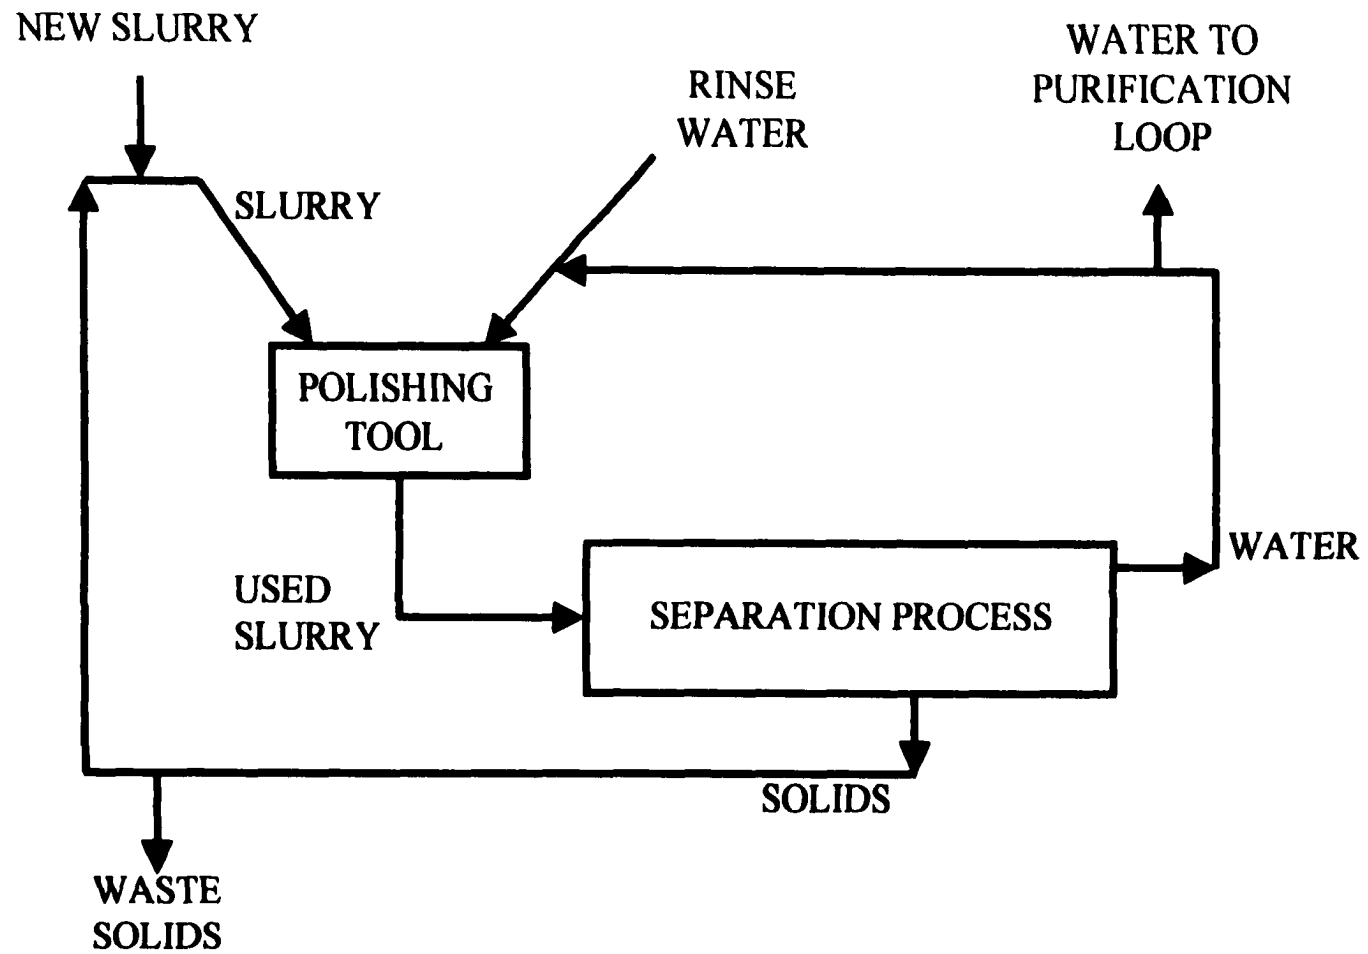 NEW SLURRY
RINSE
WATER
WATER TO
PURIFICATION
LOOP
SLURRY
POLISHING
TOOL
USED
SLURRY
SEPARATION PROCESS
WATER
SOLIDS
WASTE
SOLIDS